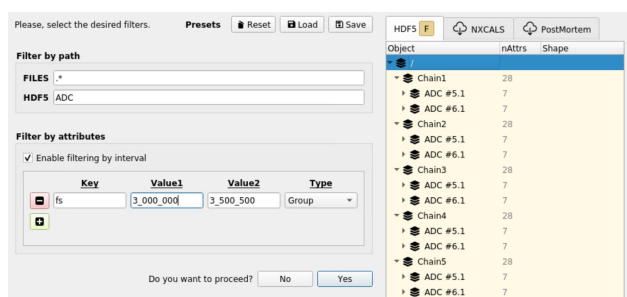 Please, select the desired filters. Presets Reset Load Save
Filter by path
FILES .*
HDF5 ADC
Filter by attributes
Enable filtering by interval
Key Value1 Value2 Type
fs 3_000_000 3_500_500 Group
Do you want to proceed? No Yes
HDF5 F NXCALS PostMortem
Object nAttrs Shape
/
Chain1 28
ADC #5.1 7
ADC #6.1 7
Chain2 28
ADC #5.1 7
ADC #6.1 7
Chain3 28
ADC #5.1 7
ADC #6.1 7
Chain4 28
ADC #5.1 7
ADC #6.1 7
Chain5 28
ADC #5.1 7
ADC #6.1 7